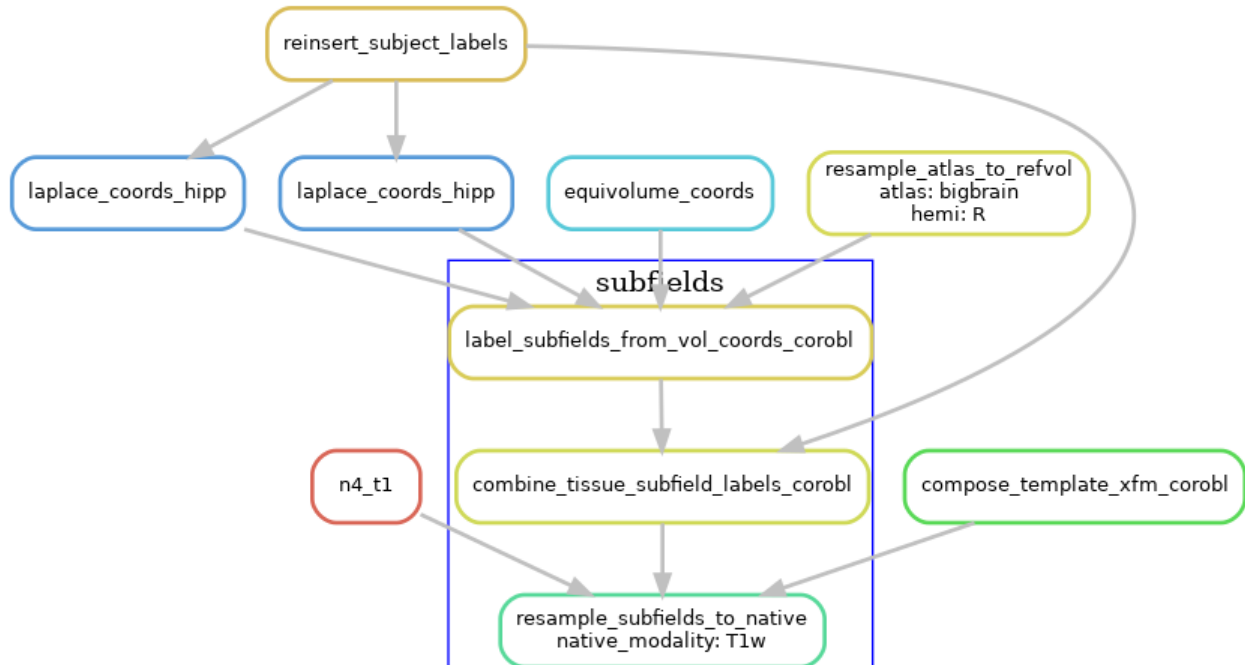 reinsert_subject_labels
laplace_coords_hipp
laplace_coords_hipp
equivolume_coords
resample_atlas_to_refvol
atlas: bigbrain
hemi: R
subfields
label_subfields_from_vol_coords_corobl
n4_t1
combine_tissue_subfield_labels_corobl
compose_template_xfm_corobl
resample_subfields_to_native
native_modality: T1w